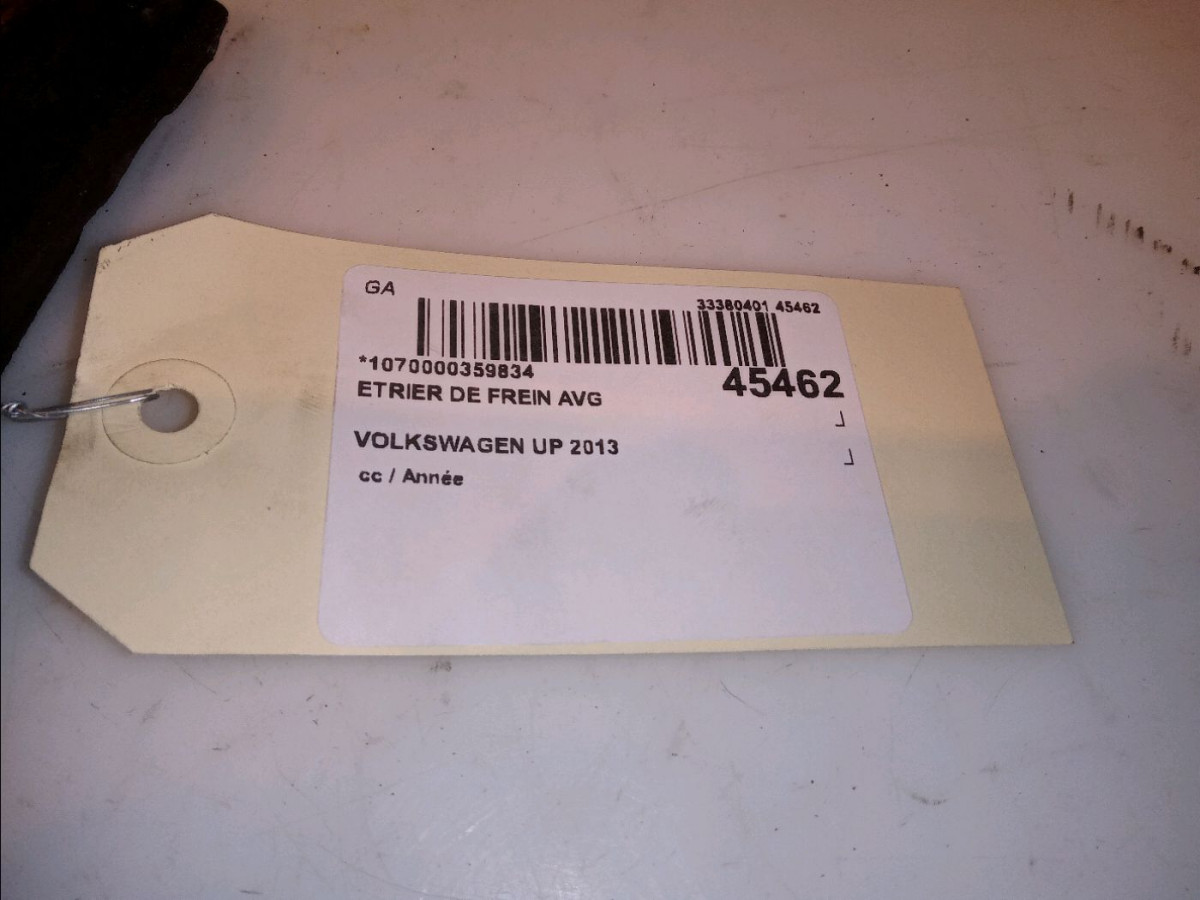 GA
33380401 45462
*1070000359834
45462
ETRIER DE FREIN AVG
VOLKSWAGEN UP 2013
cc / Année